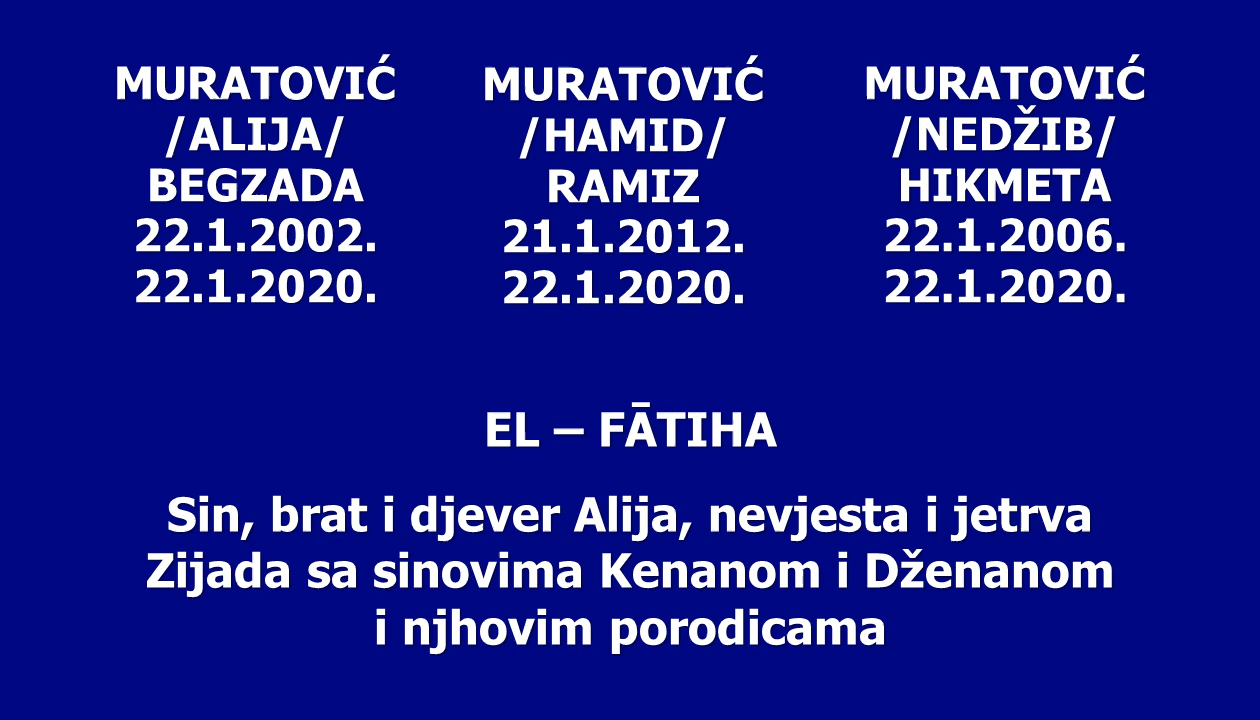 MURATOVIĆ
/ALIJA/
BEGZADA
22.1.2002.
22.1.2020.
MURATOVIĆ
/HAMID/
RAMIZ
21.1.2012.
22.1.2020.
MURATOVIĆ
/NEDŽIB/
HIKMETA
22.1.2006.
22.1.2020.
EL – FĀTIHA
Sin, brat i djever Alija, nevjesta i jetrva
Zijada sa sinovima Kenanom i Dženanom
i njhovim porodicama